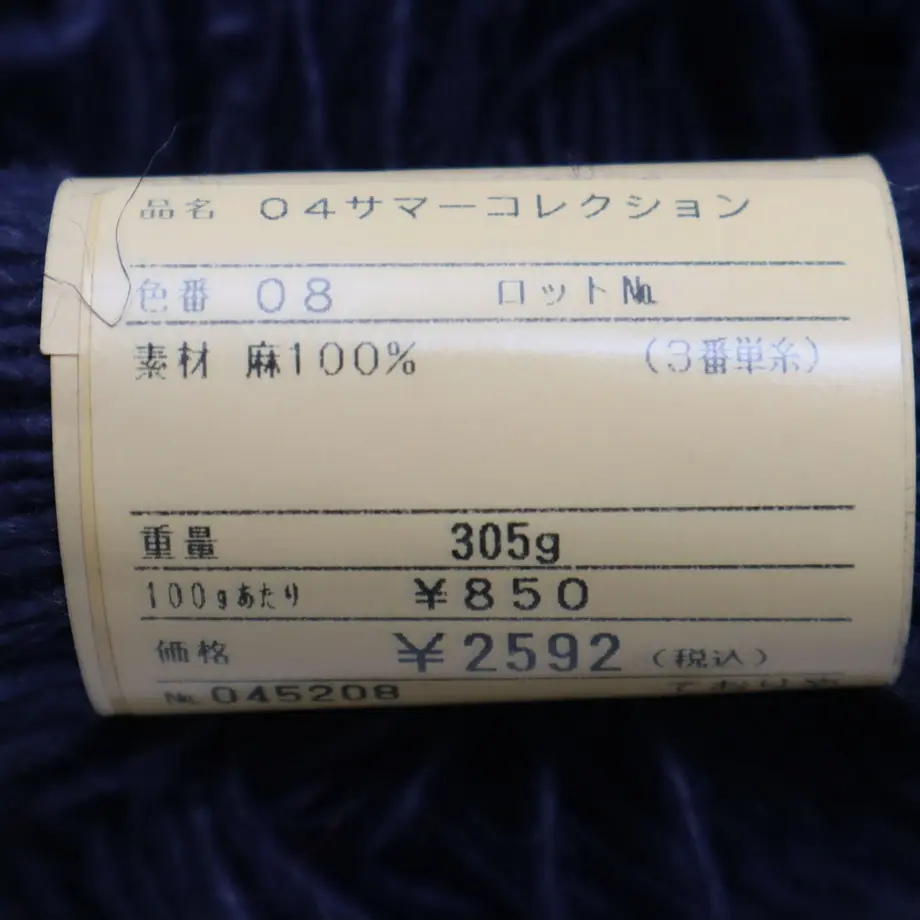 品名 04サマーコレクション
色番 08 ロット№
素材 麻100% (3番単糸)
重量 305g
100gあたり ¥850
価格 ¥2592 (税込)
№ 045208